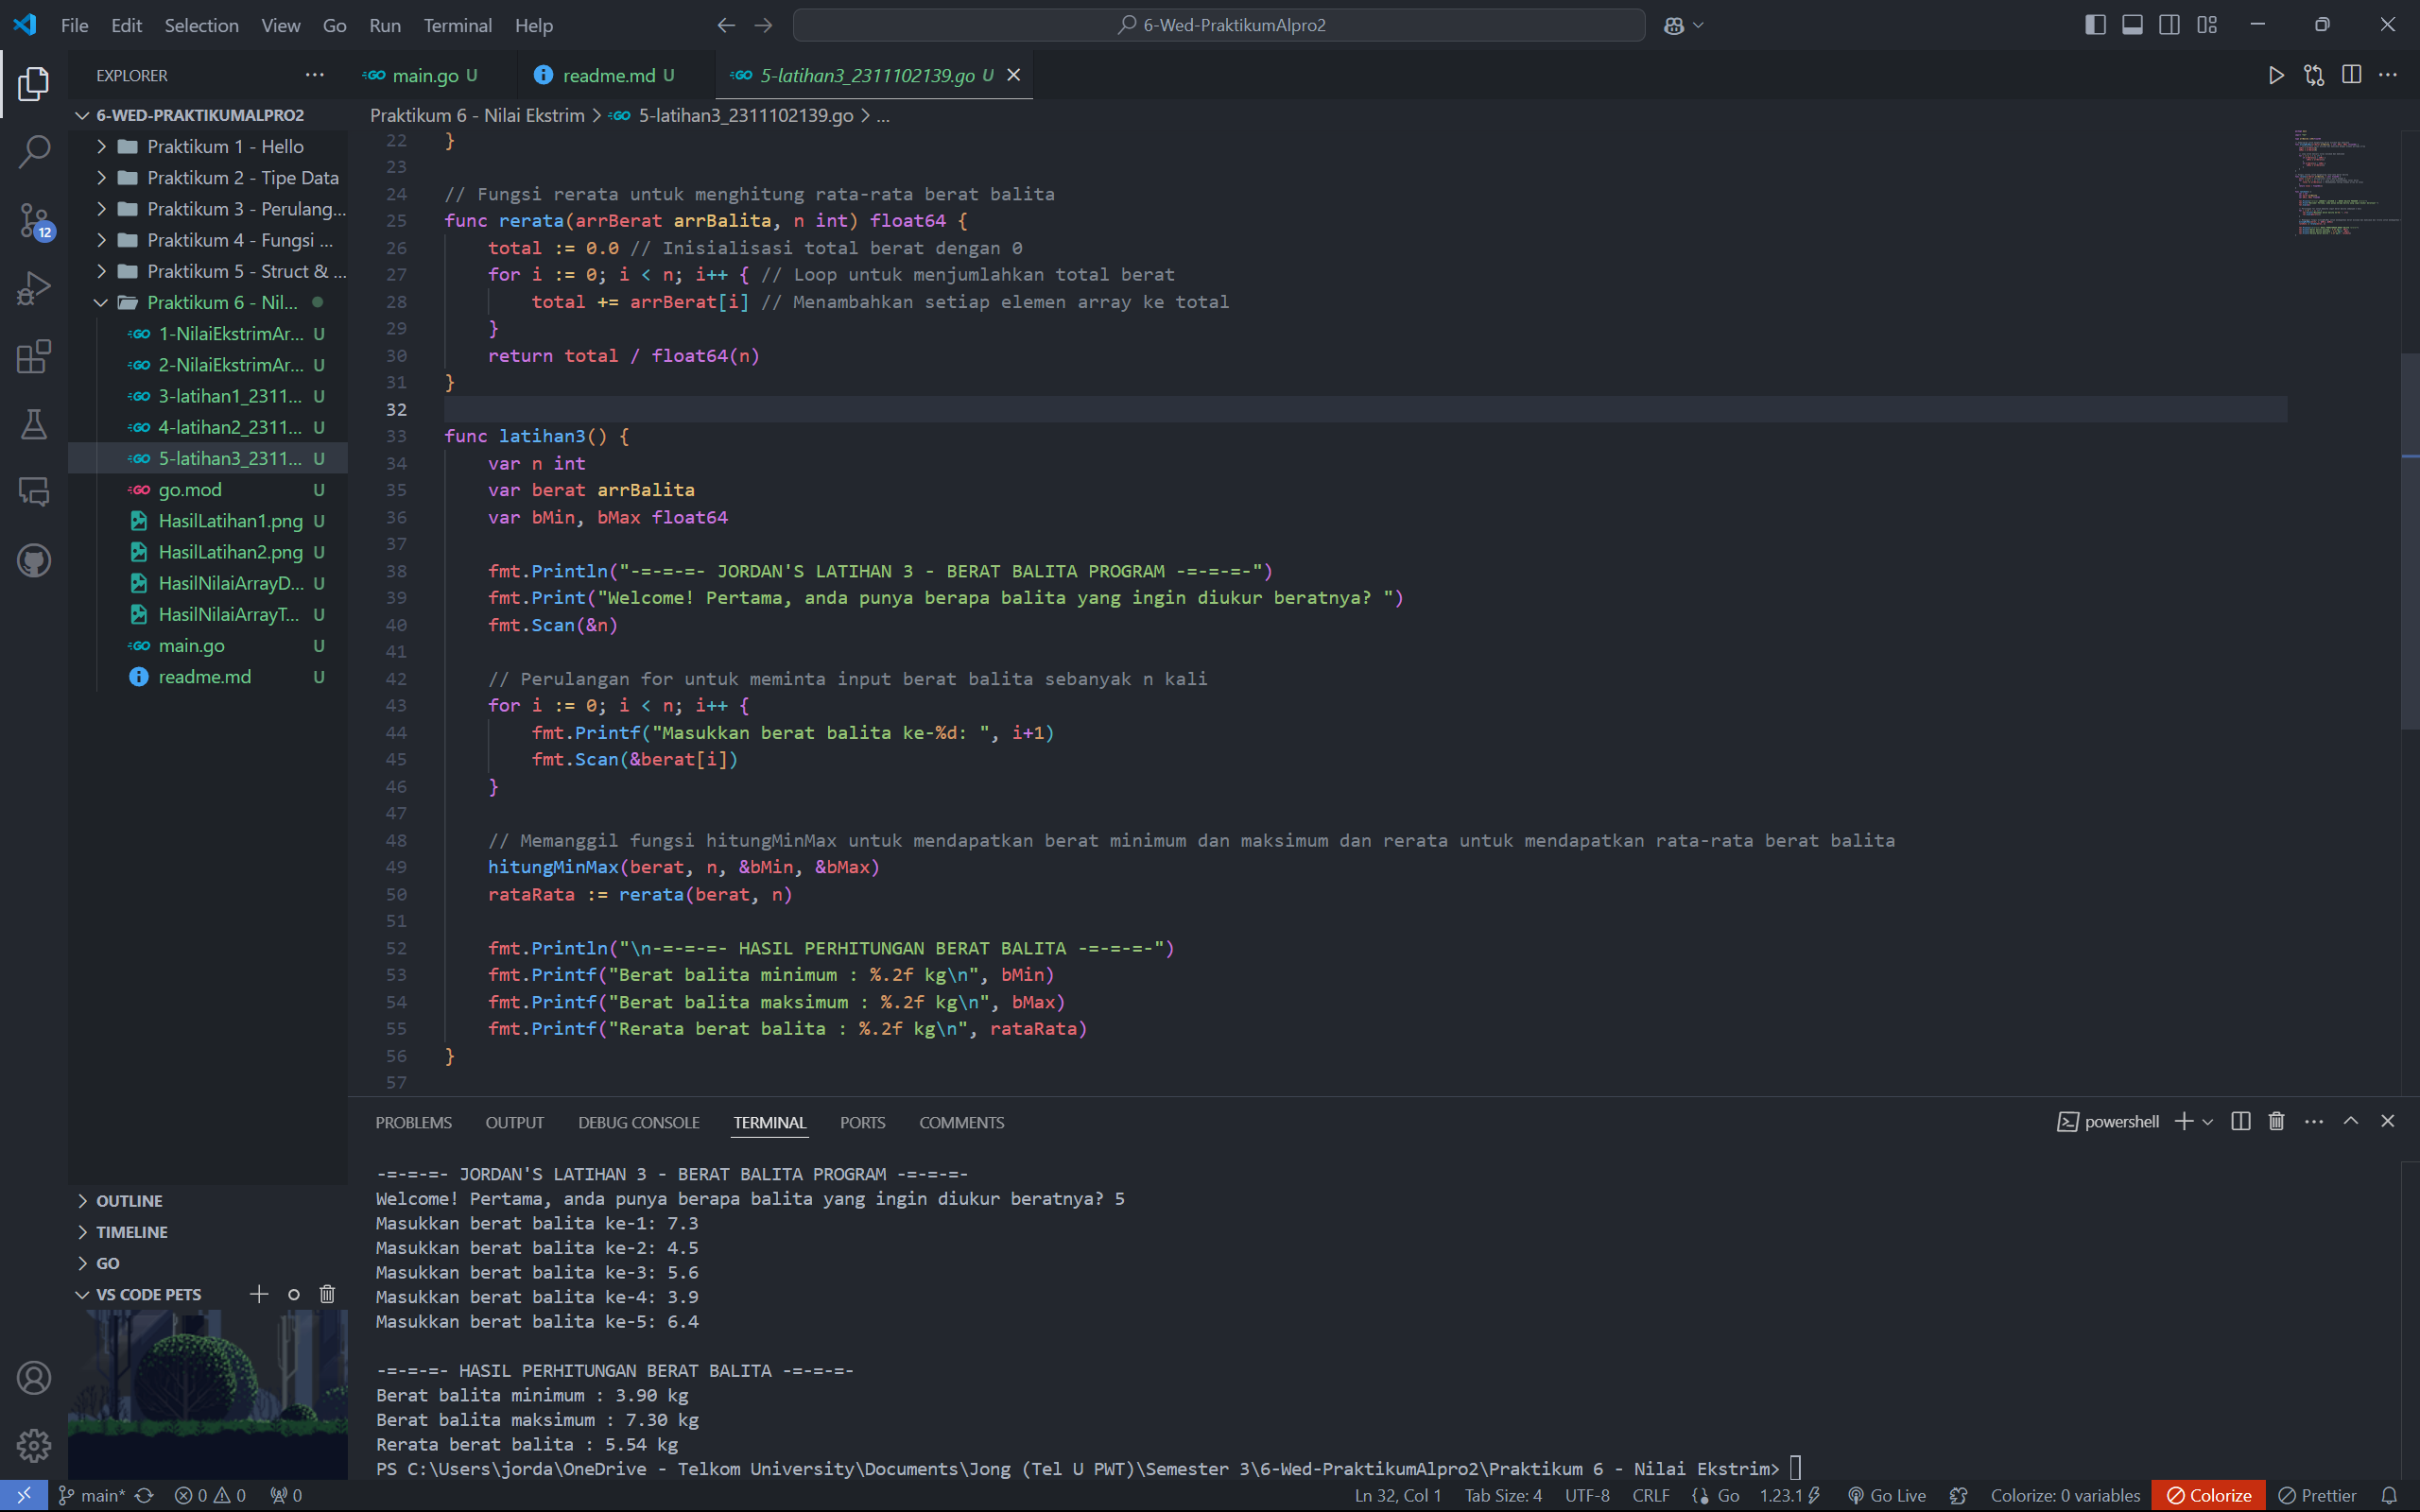 File Edit Selection View Go Run Terminal Help
6-Wed-PraktikumAlpro2
EXPLORER
main.go U
readme.md U
5-latihan3_2311102139.go U
6-WED-PRAKTIKUMALPRO2
Praktikum 6 - Nilai Ekstrim > 5-latihan3_2311102139.go > ...
Praktikum 1 - Hello
Praktikum 2 - Tipe Data
Praktikum 3 - Perulang...
Praktikum 4 - Fungsi ...
Praktikum 5 - Struct & ...
Praktikum 6 - Nil...
1-NilaiEkstrimAr... U
2-NilaiEkstrimAr... U
3-latihan1_2311... U
4-latihan2_2311... U
5-latihan3_2311... U
go.mod U
HasilLatihan1.png U
HasilLatihan2.png U
HasilNilaiArrayD... U
HasilNilaiArrayT... U
main.go U
readme.md U
12
22 }
23
24 // Fungsi rerata untuk menghitung rata-rata berat balita
25 func rerata(arrBerat arrBalita, n int) float64 {
26 total := 0.0 // Inisialisasi total berat dengan 0
27 for i := 0; i < n; i++ { // Loop untuk menjumlahkan total berat
28 total += arrBerat[i] // Menambahkan setiap elemen array ke total
29 }
30 return total / float64(n)
31 }
32
33 func latihan3() {
34 var n int
35 var berat arrBalita
36 var bMin, bMax float64
37
38 fmt.Println("-=-=-=- JORDAN'S LATIHAN 3 - BERAT BALITA PROGRAM -=-=-=-")
39 fmt.Print("Welcome! Pertama, anda punya berapa balita yang ingin diukur beratnya? ")
40 fmt.Scan(&n)
41
42 // Perulangan for untuk meminta input berat balita sebanyak n kali
43 for i := 0; i < n; i++ {
44 fmt.Printf("Masukkan berat balita ke-%d: ", i+1)
45 fmt.Scan(&berat[i])
46 }
47
48 // Memanggil fungsi hitungMinMax untuk mendapatkan berat minimum dan maksimum dan rerata untuk mendapatkan rata-rata berat balita
49 hitungMinMax(berat, n, &bMin, &bMax)
50 rataRata := rerata(berat, n)
51
52 fmt.Println("\n-=-=-=- HASIL PERHITUNGAN BERAT BALITA -=-=-=-")
53 fmt.Printf("Berat balita minimum : %.2f kg\n", bMin)
54 fmt.Printf("Berat balita maksimum : %.2f kg\n", bMax)
55 fmt.Printf("Rerata berat balita : %.2f kg\n", rataRata)
56 }
57
PROBLEMS OUTPUT DEBUG CONSOLE TERMINAL PORTS COMMENTS
powershell
-=-=-=- JORDAN'S LATIHAN 3 - BERAT BALITA PROGRAM -=-=-=-
Welcome! Pertama, anda punya berapa balita yang ingin diukur beratnya? 5
Masukkan berat balita ke-1: 7.3
Masukkan berat balita ke-2: 4.5
Masukkan berat balita ke-3: 5.6
Masukkan berat balita ke-4: 3.9
Masukkan berat balita ke-5: 6.4
-=-=-=- HASIL PERHITUNGAN BERAT BALITA -=-=-=-
Berat balita minimum : 3.90 kg
Berat balita maksimum : 7.30 kg
Rerata berat balita : 5.54 kg
PS C:\Users\jorda\OneDrive - Telkom University\Documents\Jong (Tel U PWT)\Semester 3\6-Wed-PraktikumAlpro2\Praktikum 6 - Nilai Ekstrim>
OUTLINE
TIMELINE
GO
VS CODE PETS
main* 0 0 0
Ln 32, Col 1 Tab Size: 4 UTF-8 CRLF Go 1.23.1 Go Live Colorize: 0 variables Colorize Prettier